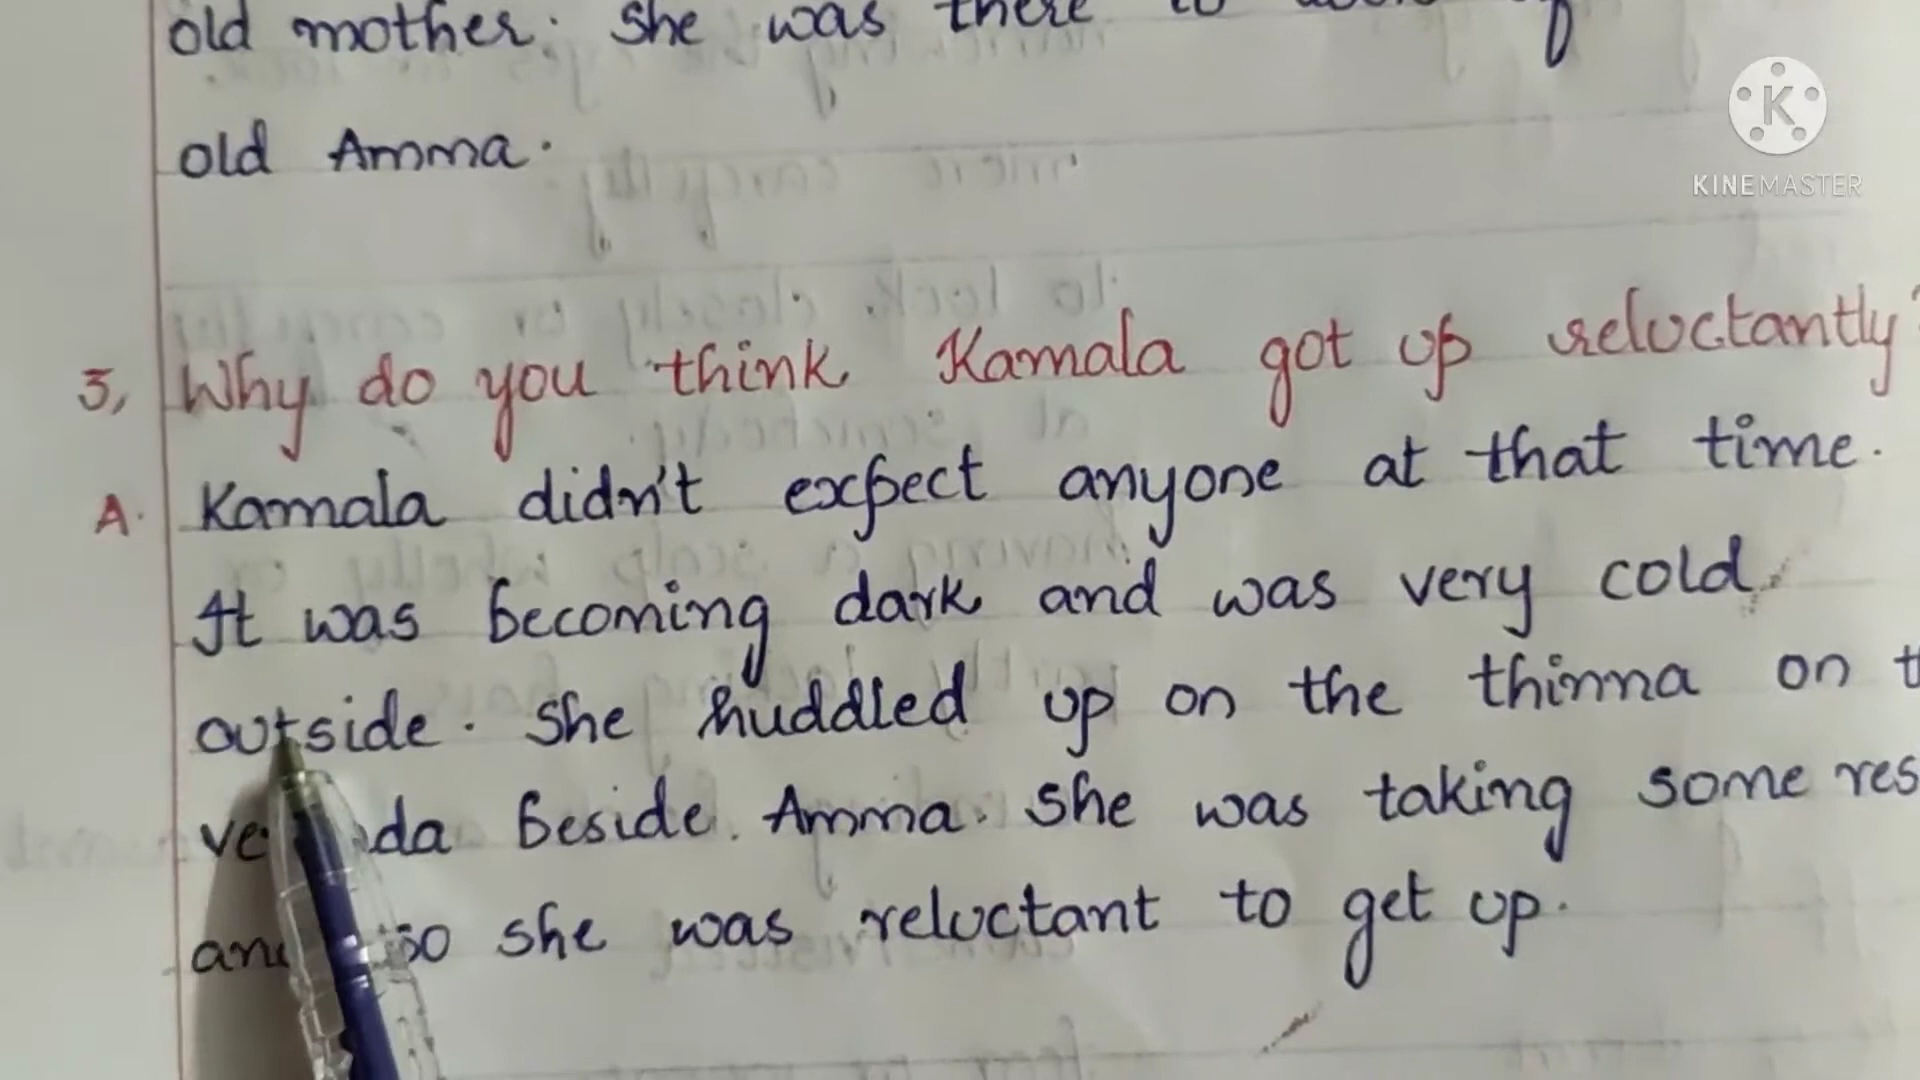 old mother. She was there to
old Amma.
KINEMASTER
3, Why do you think Kamala got up reluctantly?
A. Kamala didn't expect anyone at that time.
It was becoming dark and was very cold
outside. She huddled up on the thinna on
beside Amma. She was taking some
so she was reluctant to get up.